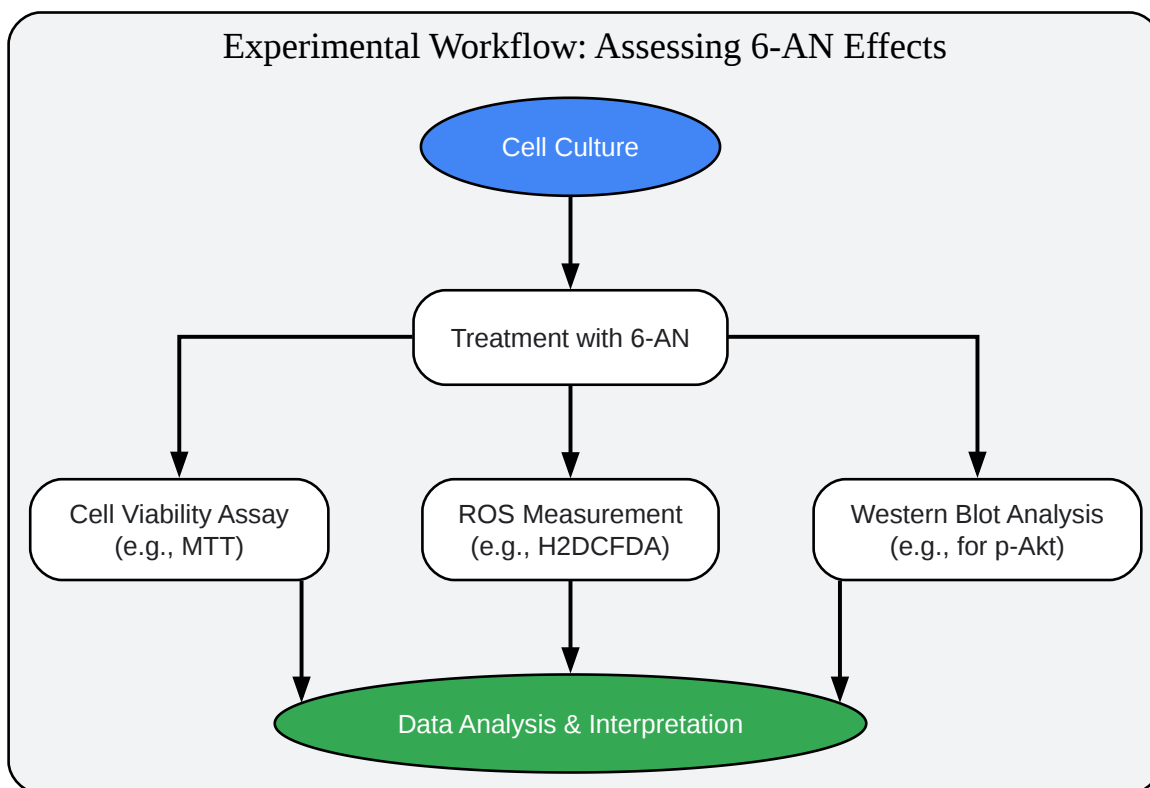 Experimental Workflow: Assessing 6-AN Effects
Cell Culture
Treatment with 6-AN
Cell Viability Assay
(e.g., MTT)
ROS Measurement
(e.g., H2DCFDA)
Western Blot Analysis
(e.g., for p-Akt)
Data Analysis & Interpretation